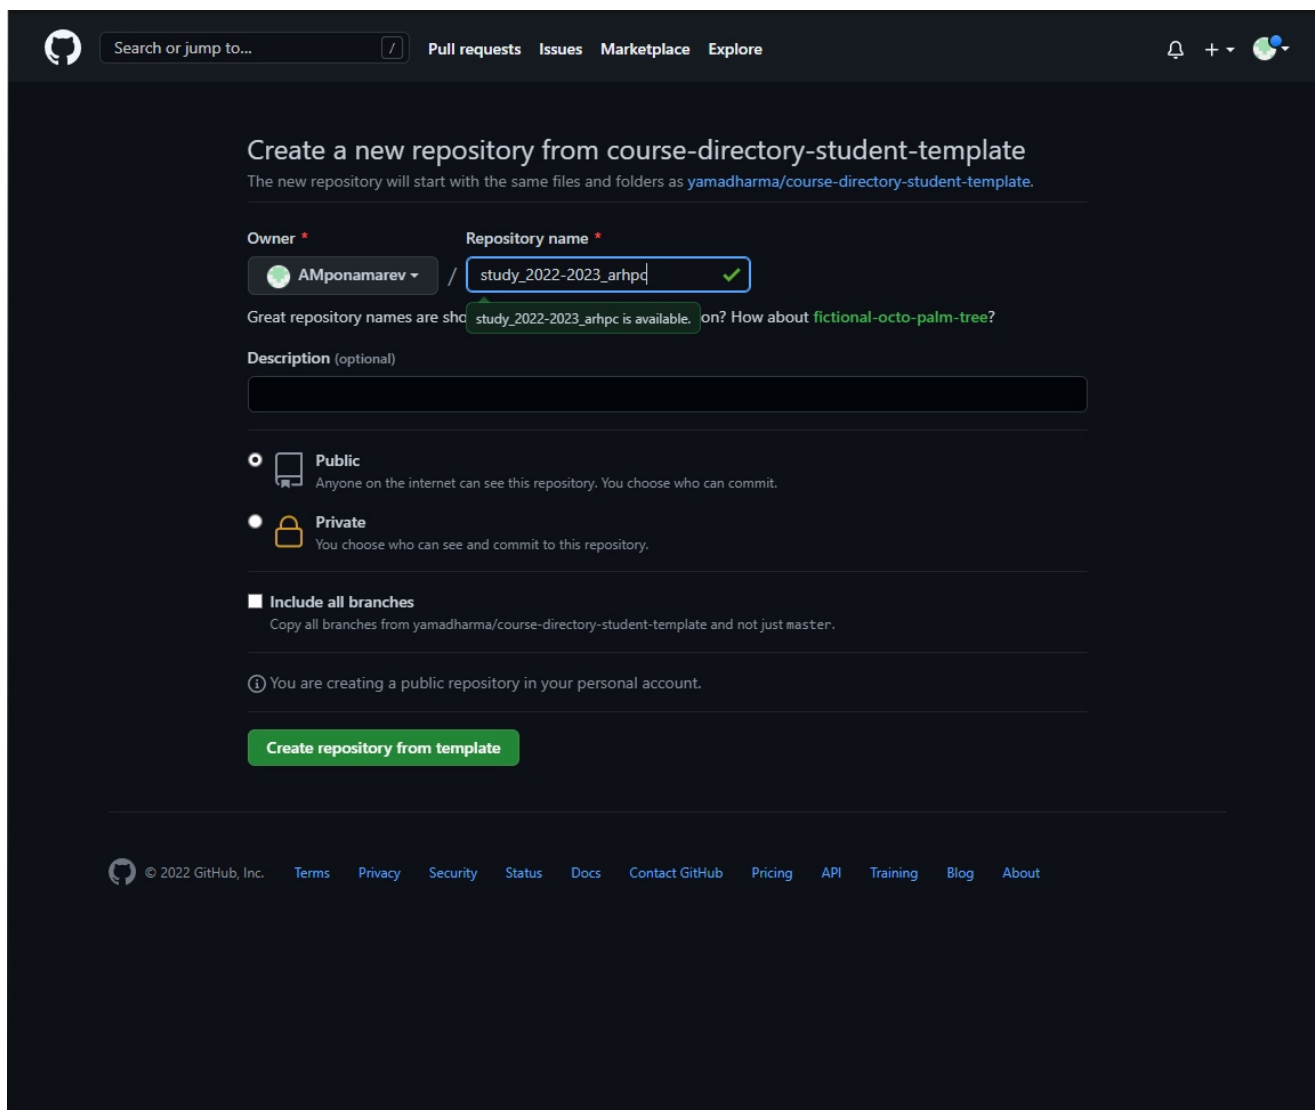 Search or jump to... / Pull requests Issues Marketplace Explore
Create a new repository from course-directory-student-template
The new repository will start with the same files and folders as yamadharma/course-directory-student-template.
Owner * Repository name *
AMponamarev / study_2022-2023_arhpc
Great repository names are sho on? How about fictional-octo-palm-tree?
study_2022-2023_arhpc is available.
Description (optional)
Public
Anyone on the internet can see this repository. You choose who can commit.
Private
You choose who can see and commit to this repository.
Include all branches
Copy all branches from yamadharma/course-directory-student-template and not just master.
You are creating a public repository in your personal account.
Create repository from template
© 2022 GitHub, Inc. Terms Privacy Security Status Docs Contact GitHub Pricing API Training Blog About